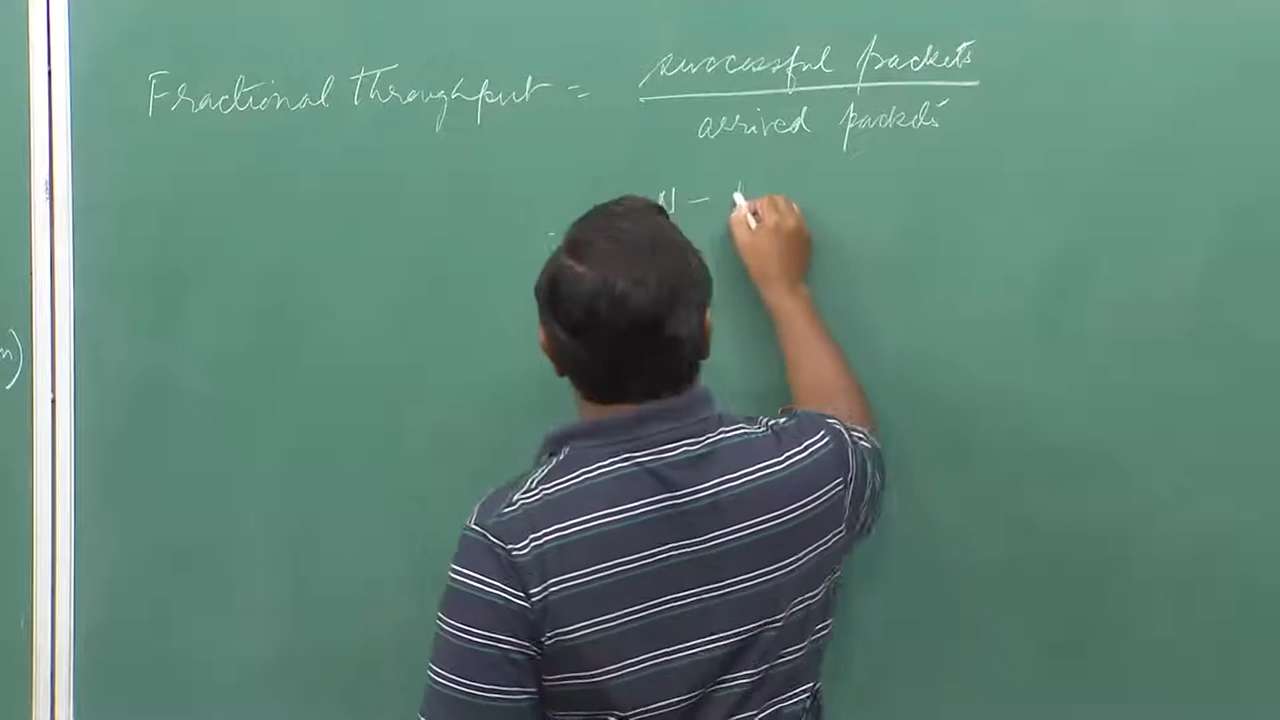 Fractional throughput = successful packets
arrived packets
N -